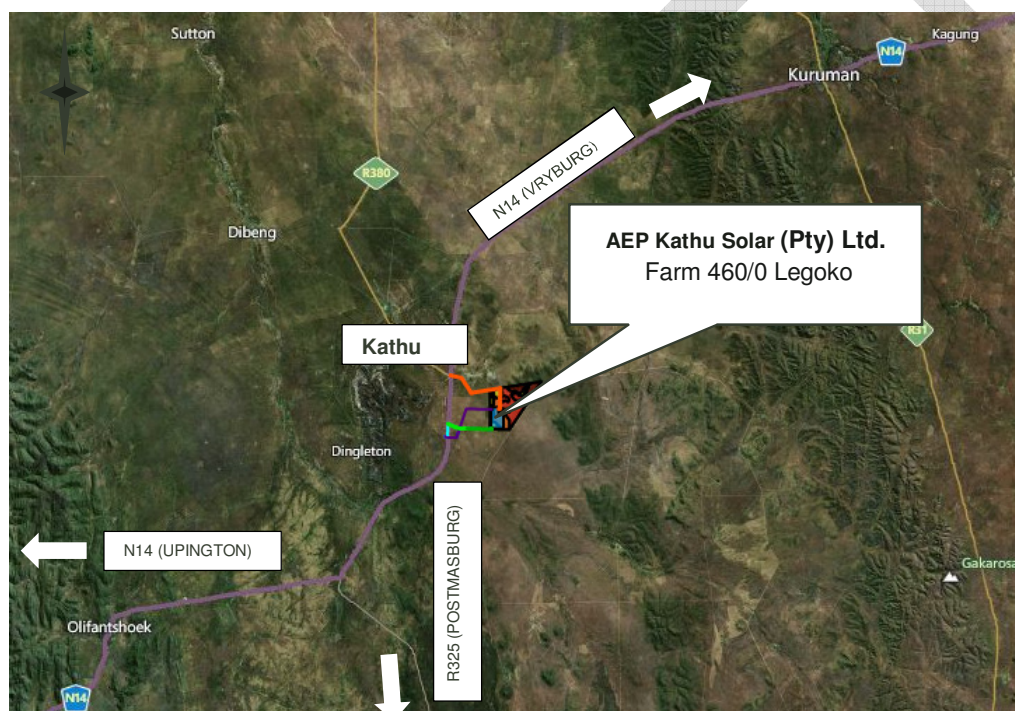 Sutton
Kagung
N14
Kuruman
R380
N14 (VRYBURG)
Dibeng
AEP Kathu Solar (Pty) Ltd.
Farm 460/0 Legoko
R31
Kathu
Dingleton
N14 (UPINGTON)
R325 (POSTMASBURG)
Gakarosa
Olifantshoek
N14